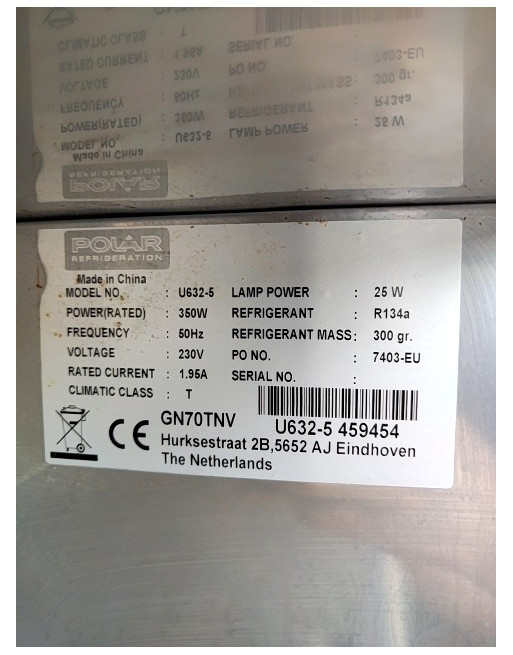 POLAR
REFRIGERATION
Made in China
MODEL NO. : U632-5 LAMP POWER : 25 W
POWER(RATED) : 350W REFRIGERANT : R134a
FREQUENCY : 50Hz REFRIGERANT MASS: 300 gr.
VOLTAGE : 230V PO NO. : 7403-EU
RATED CURRENT : 1.95A SERIAL NO. :
CLIMATIC CLASS : T
CE GN70TNV U632-5 459454
Hurksestraat 2B,5652 AJ Eindhoven
The Netherlands